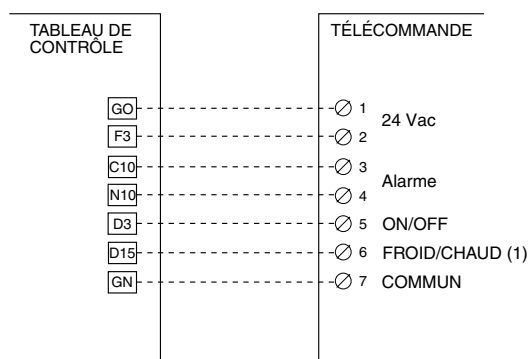 TABLEAU DE
CONTRÔLE
TÉLÉCOMMANDE
GO 1
24 Vac
F3 2
C10 3
Alarme
N10 4
D3 5 ON/OFF
D15 6 FROID/CHAUD (1)
GN 7 COMMUN